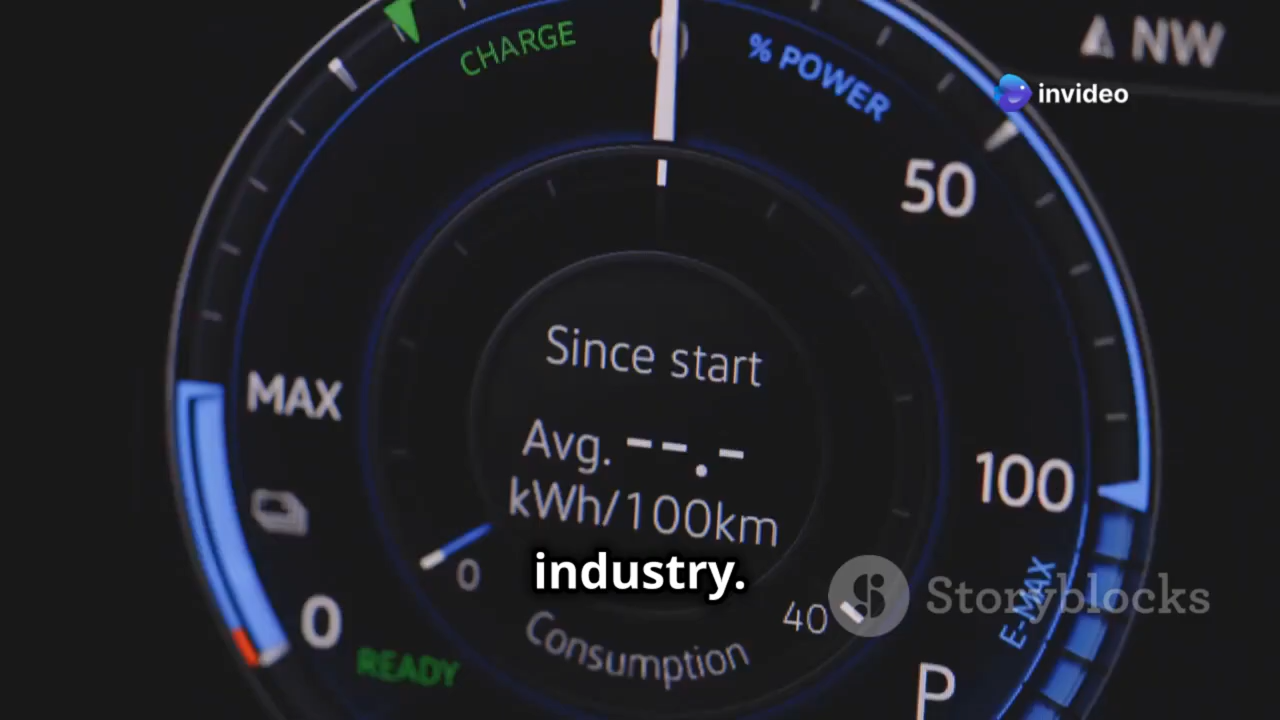 NW
CHARGE
% POWER
invideo
50
Since start
MAX
Avg. --.-
100
kWh/100km
industry.
0
40
Storyblocks
E-MAX
0
Consumption
READY
P